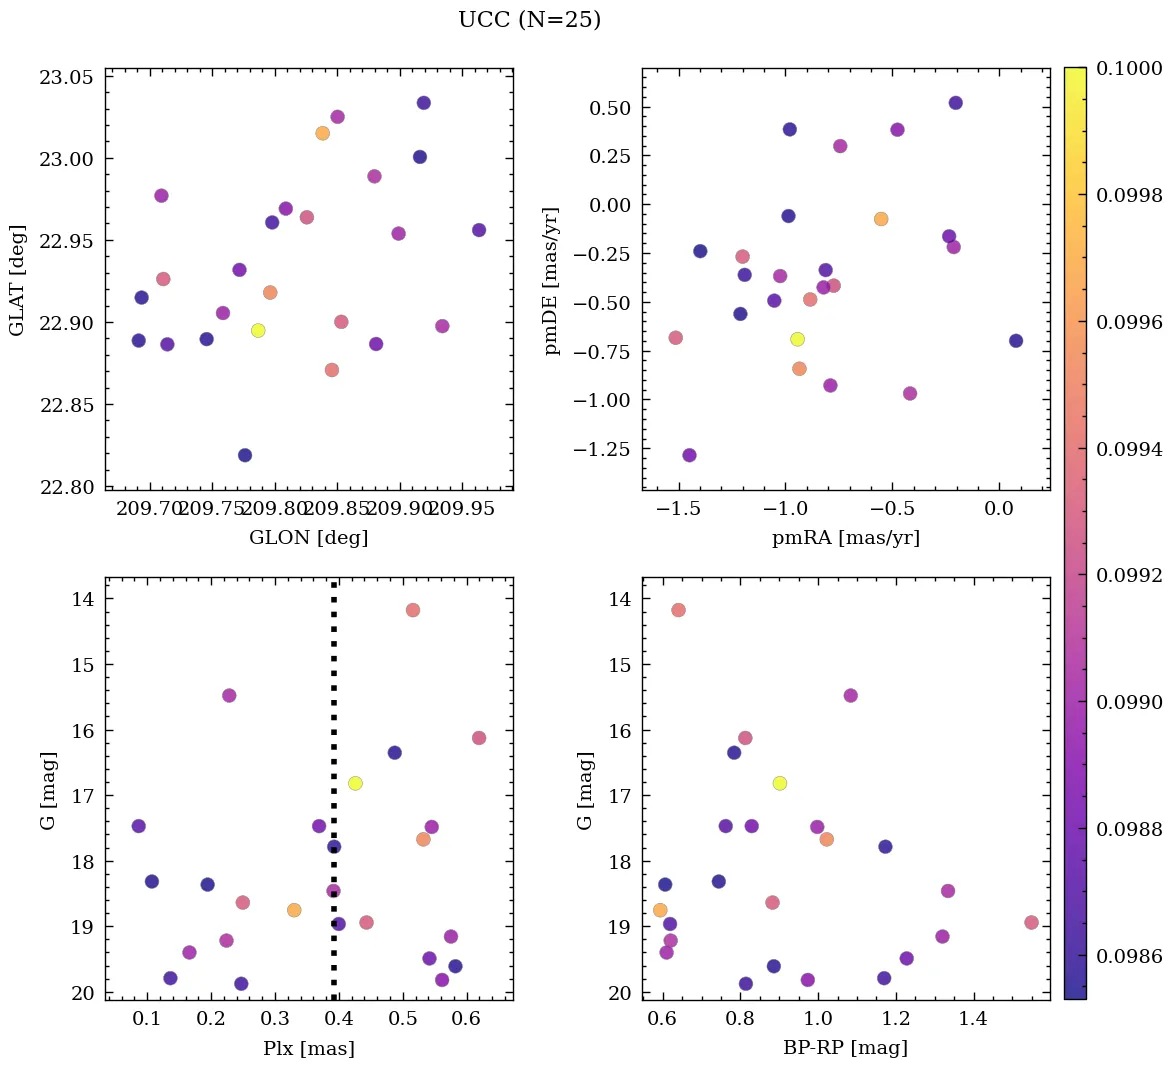 UCC (N=25)
23.05
23.00
22.95
22.90
22.85
22.80
GLAT [deg]
209.70 209.75 209.80 209.85 209.90 209.95
GLON [deg]
0.50
0.25
0.00
−0.25
−0.50
−0.75
−1.00
−1.25
pmDE [mas/yr]
−1.5 −1.0 −0.5 0.0
pmRA [mas/yr]
14
15
16
17
18
19
20
G [mag]
0.1 0.2 0.3 0.4 0.5 0.6
Plx [mas]
14
15
16
17
18
19
20
G [mag]
0.6 0.8 1.0 1.2 1.4
BP-RP [mag]
0.1000
0.0998
0.0996
0.0994
0.0992
0.0990
0.0988
0.0986